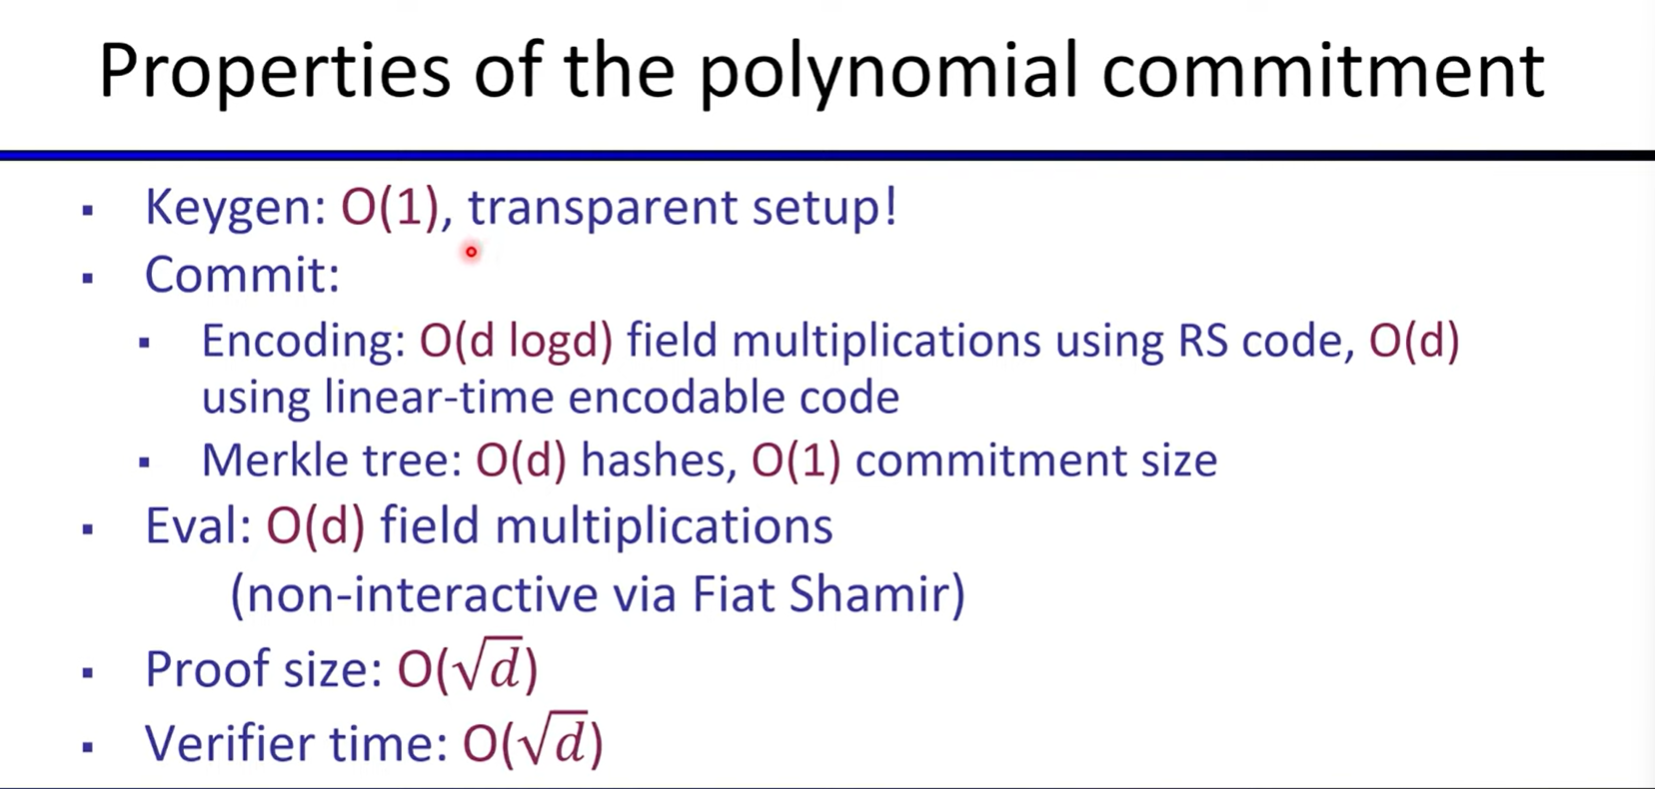 Properties of the polynomial commitment
▪ Keygen: O(1), transparent setup!
▪ Commit:
▪ Encoding: O(d logd) field multiplications using RS code, O(d)
using linear-time encodable code
▪ Merkle tree: O(d) hashes, O(1) commitment size
▪ Eval: O(d) field multiplications
(non-interactive via Fiat Shamir)
▪ Proof size: O(√d)
▪ Verifier time: O(√d)